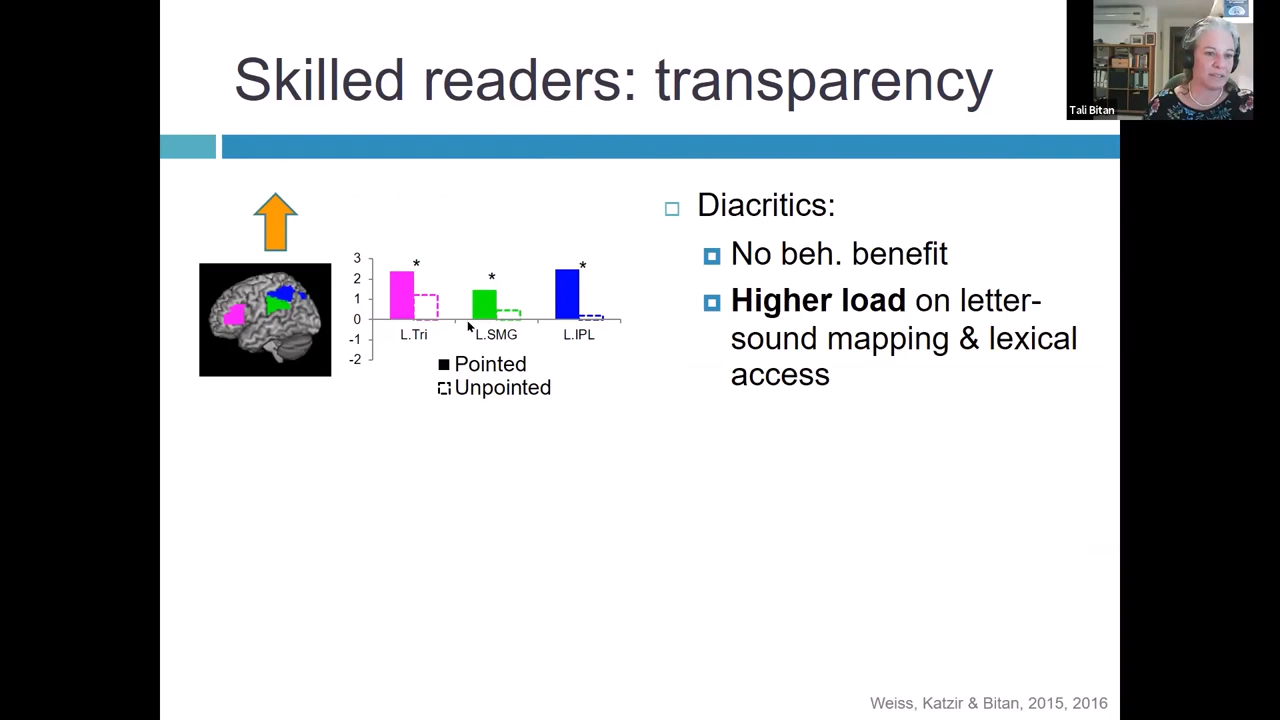 Skilled readers: transparency
Tali Bitan
3
2
1
0
-1
-2
*
*
*
L.Tri
L.SMG
L.IPL
Pointed
Unpointed
Diacritics:
No beh. benefit
Higher load on letter-
sound mapping & lexical
access
Weiss, Katzir & Bitan, 2015, 2016